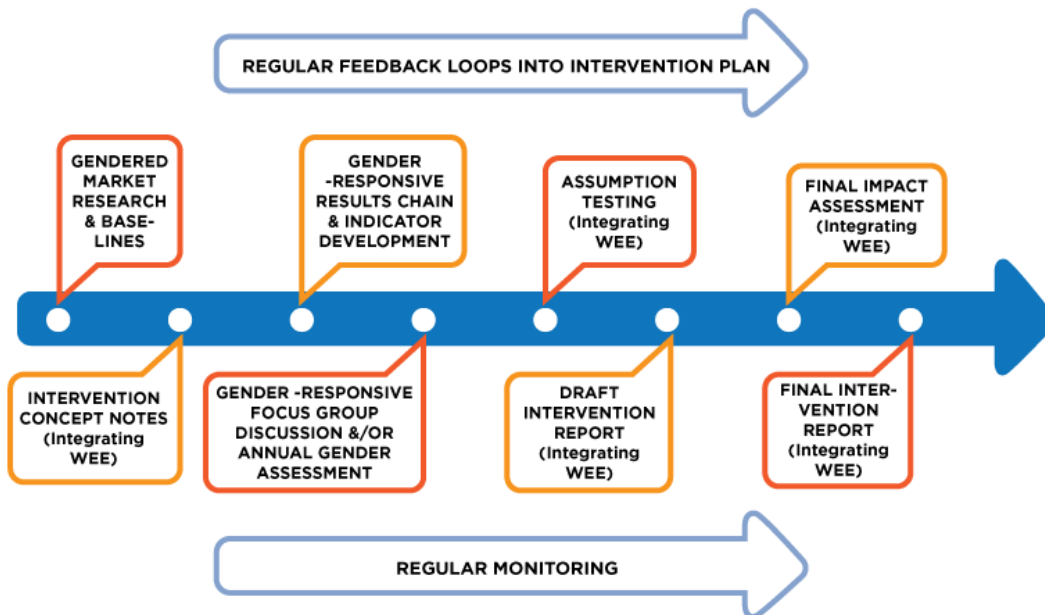 REGULAR FEEDBACK LOOPS INTO INTERVENTION PLAN
GENDERED
MARKET
RESEARCH
& BASE-
LINES
GENDER
-RESPONSIVE
RESULTS CHAIN
& INDICATOR
DEVELOPMENT
ASSUMPTION
TESTING
(Integrating
WEE)
FINAL IMPACT
ASSESSMENT
(Integrating
WEE)
INTERVENTION
CONCEPT NOTES
(Integrating
WEE)
GENDER -RESPONSIVE
FOCUS GROUP
DISCUSSION &/OR
ANNUAL GENDER
ASSESSMENT
DRAFT
INTERVENTION
REPORT
(Integrating
WEE)
FINAL INTER-
VENTION
REPORT
(Integrating
WEE)
REGULAR MONITORING